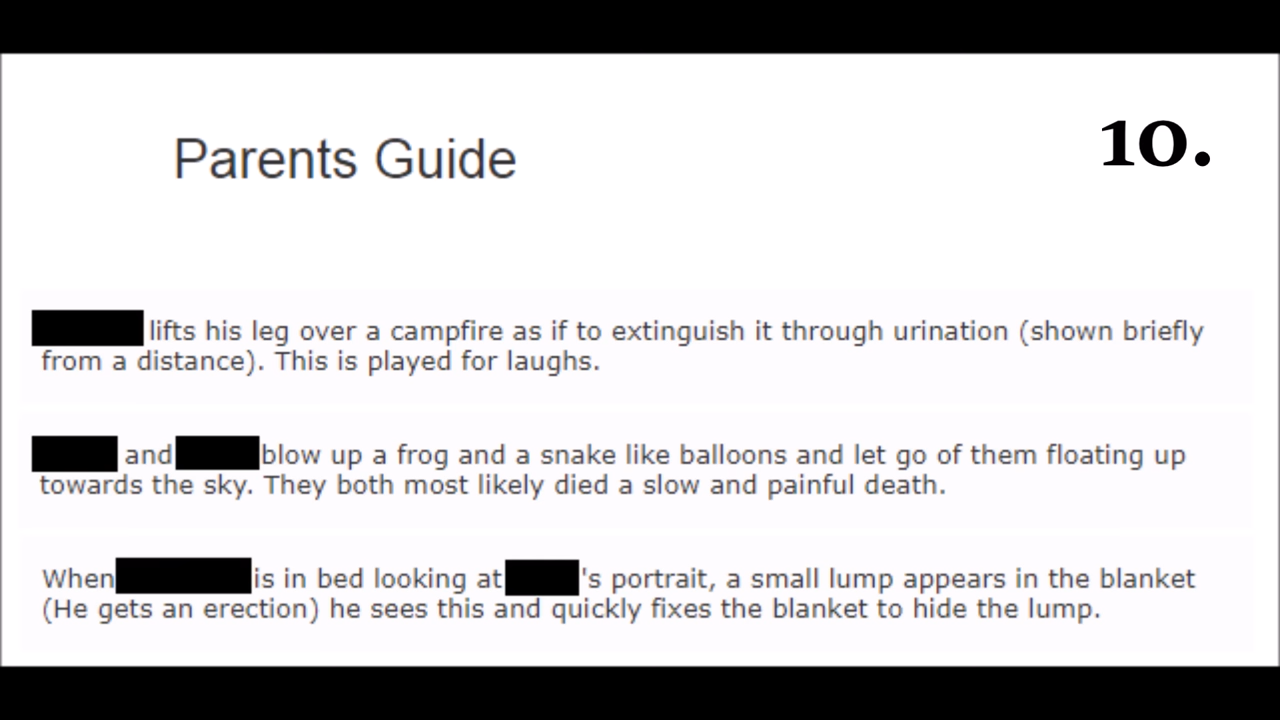 Parents Guide
10.
lifts his leg over a campfire as if to extinguish it through urination (shown briefly
from a distance). This is played for laughs.
and blow up a frog and a snake like balloons and let go of them floating up
towards the sky. They both most likely died a slow and painful death.
When is in bed looking at 's portrait, a small lump appears in the blanket
(He gets an erection) he sees this and quickly fixes the blanket to hide the lump.